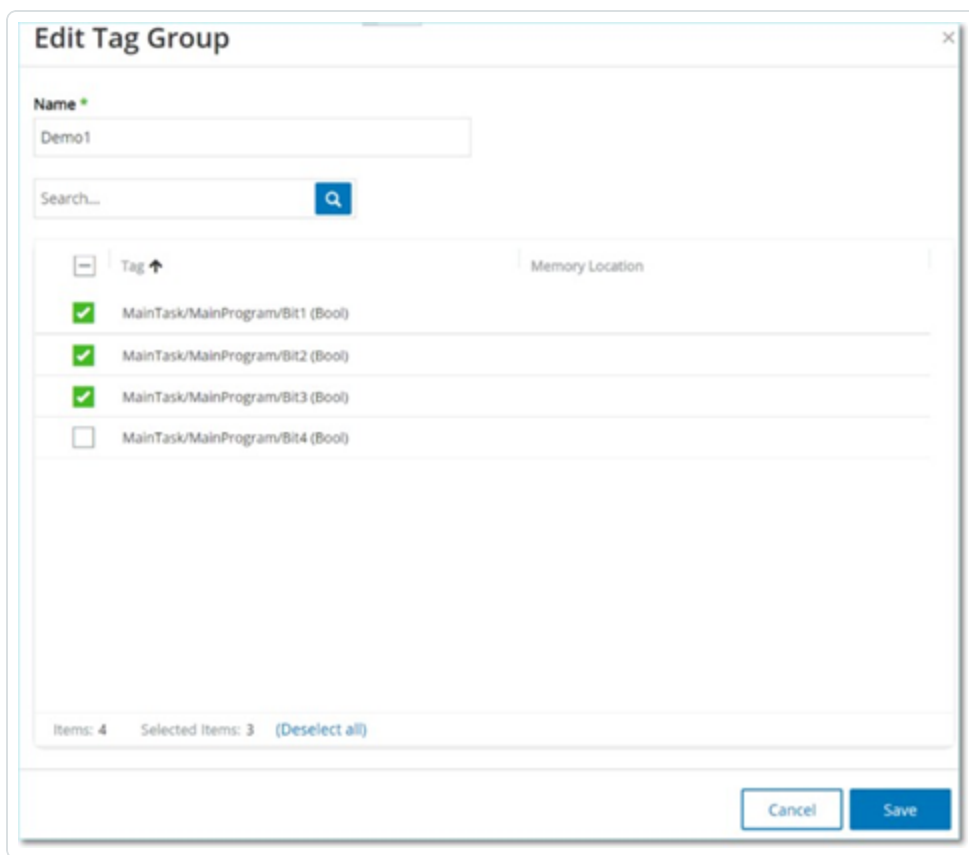 Edit Tag Group
Name *
Demo1
Search...
Tag Memory Location
MainTask/MainProgram/Bit1 (Bool)
MainTask/MainProgram/Bit2 (Bool)
MainTask/MainProgram/Bit3 (Bool)
MainTask/MainProgram/Bit4 (Bool)
Items: 4 Selected Items: 3 (Deselect all)
Cancel Save